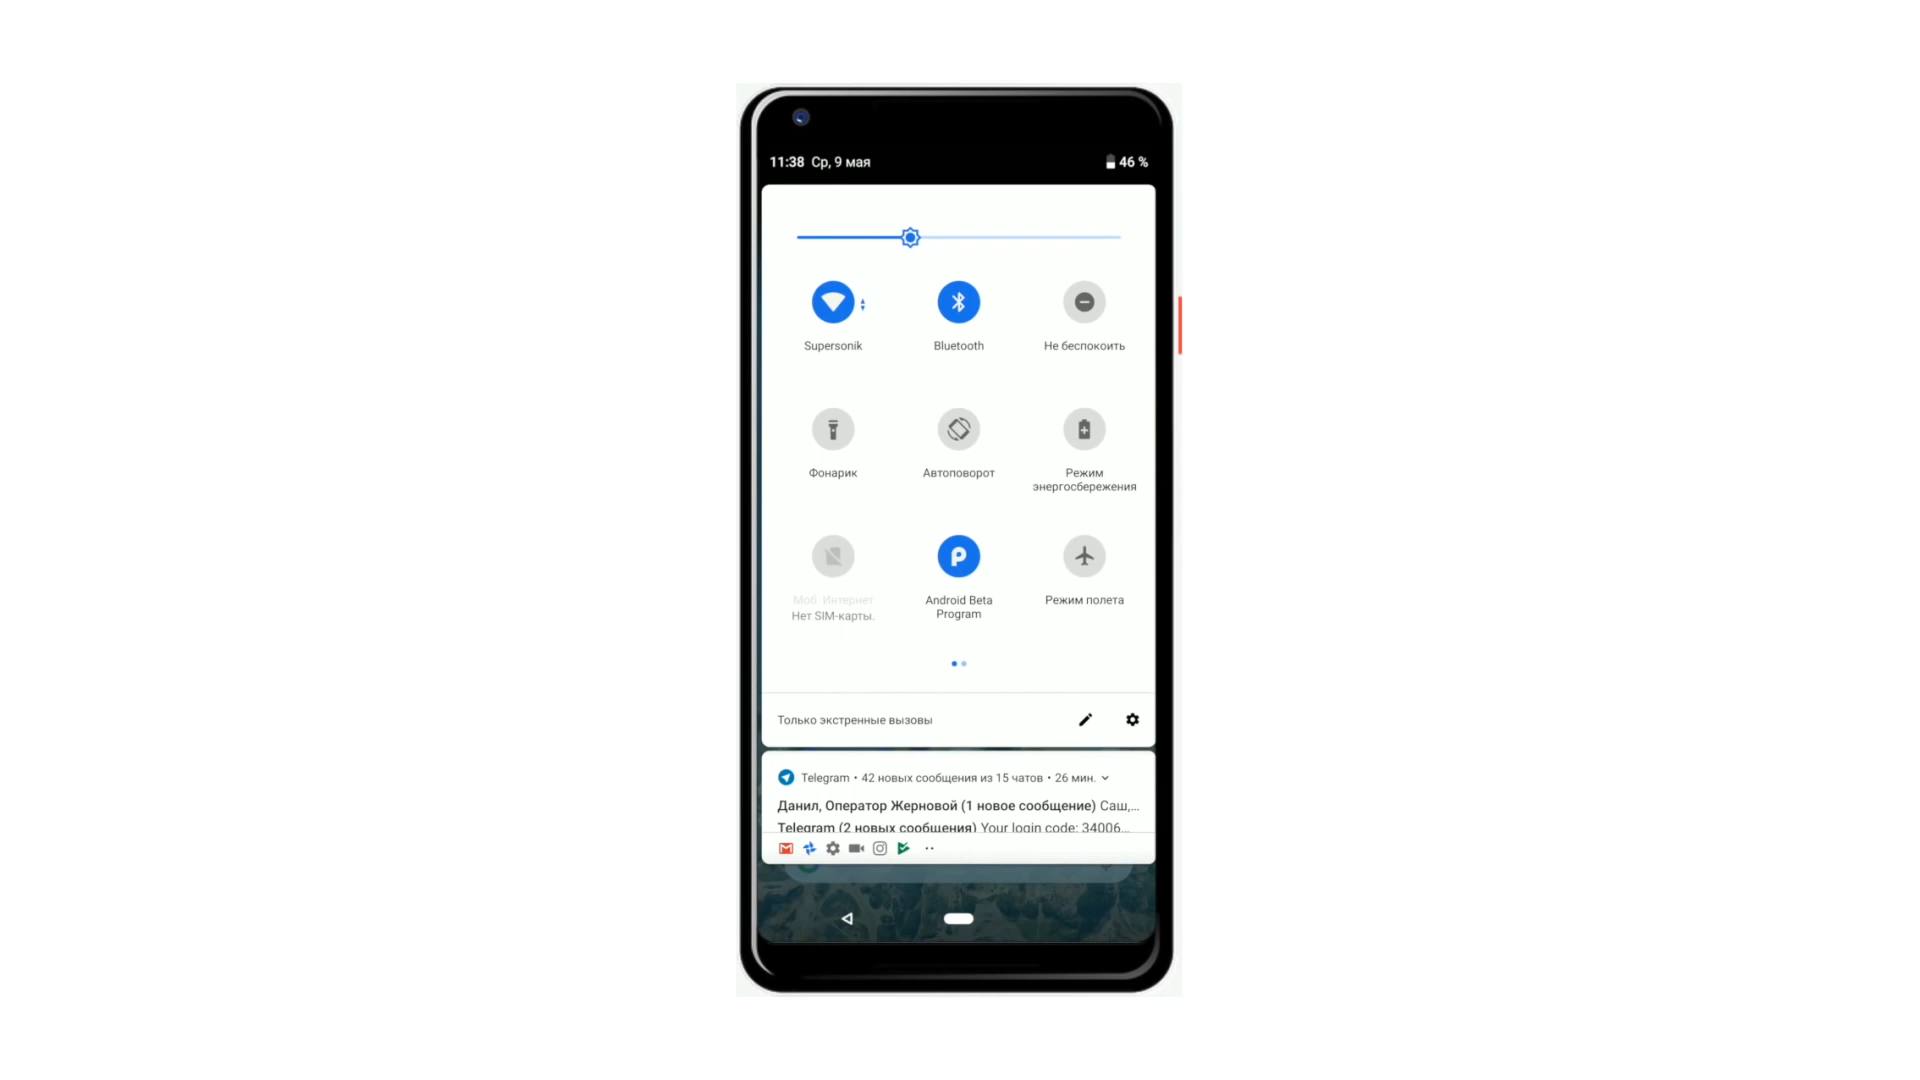 11:38 Ср, 9 мая
46 %
Supersonik
Bluetooth
Не беспокоить
Фонарик
Автоповорот
Режим
энергосбережения
Моб. Интернет
Нет SIM-карты.
Android Beta
Program
Режим полета
Только экстренные вызовы
Telegram • 42 новых сообщения из 15 чатов • 26 мин.
Данил, Оператор Жерновой (1 новое сообщение) Саш,...
Telegram (2 новых сообщения) Your login code: 34006...